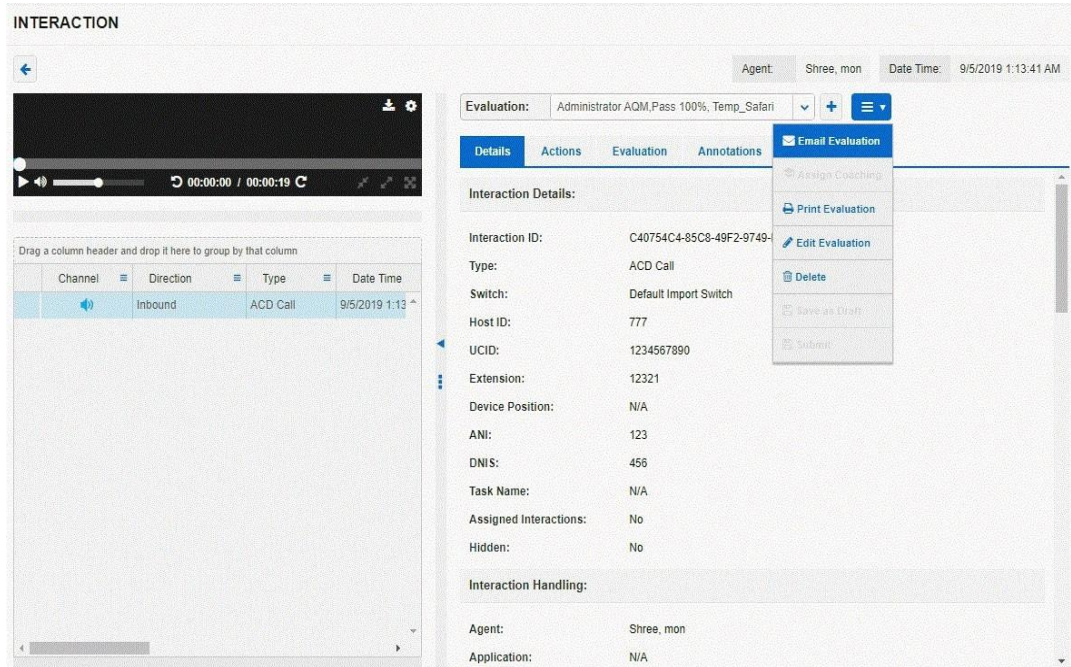 INTERACTION
Agent: Shree, mon Date Time: 9/5/2019 1:13:41 AM
00:00:00 / 00:00:19
Drag a column header and drop it here to group by that column
Channel Direction Type Date Time
Inbound ACD Call 9/5/2019 1:13
Evaluation: Administrator AQM,Pass 100%, Temp_Safari
Details Actions Evaluation Annotations
Email Evaluation
Assign Coaching
Print Evaluation
Edit Evaluation
Delete
Save as Draft
Submit
Interaction Details:
Interaction ID: C40754C4-85C8-49F2-9749-
Type: ACD Call
Switch: Default Import Switch
Host ID: 777
UCID: 1234567890
Extension: 12321
Device Position: N/A
ANI: 123
DNIS: 456
Task Name: N/A
Assigned Interactions: No
Hidden: No
Interaction Handling:
Agent: Shree, mon
Application: N/A